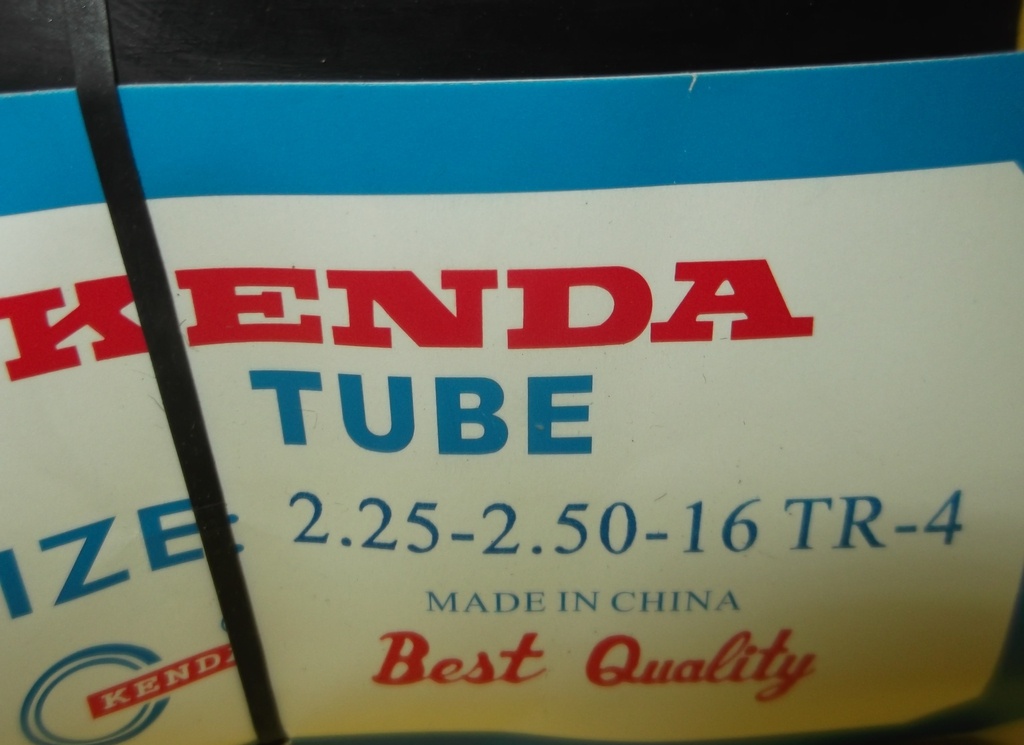 KENDA
TUBE
IZE: 2.25-2.50-16 TR-4
MADE IN CHINA
Best Quality
KENDA